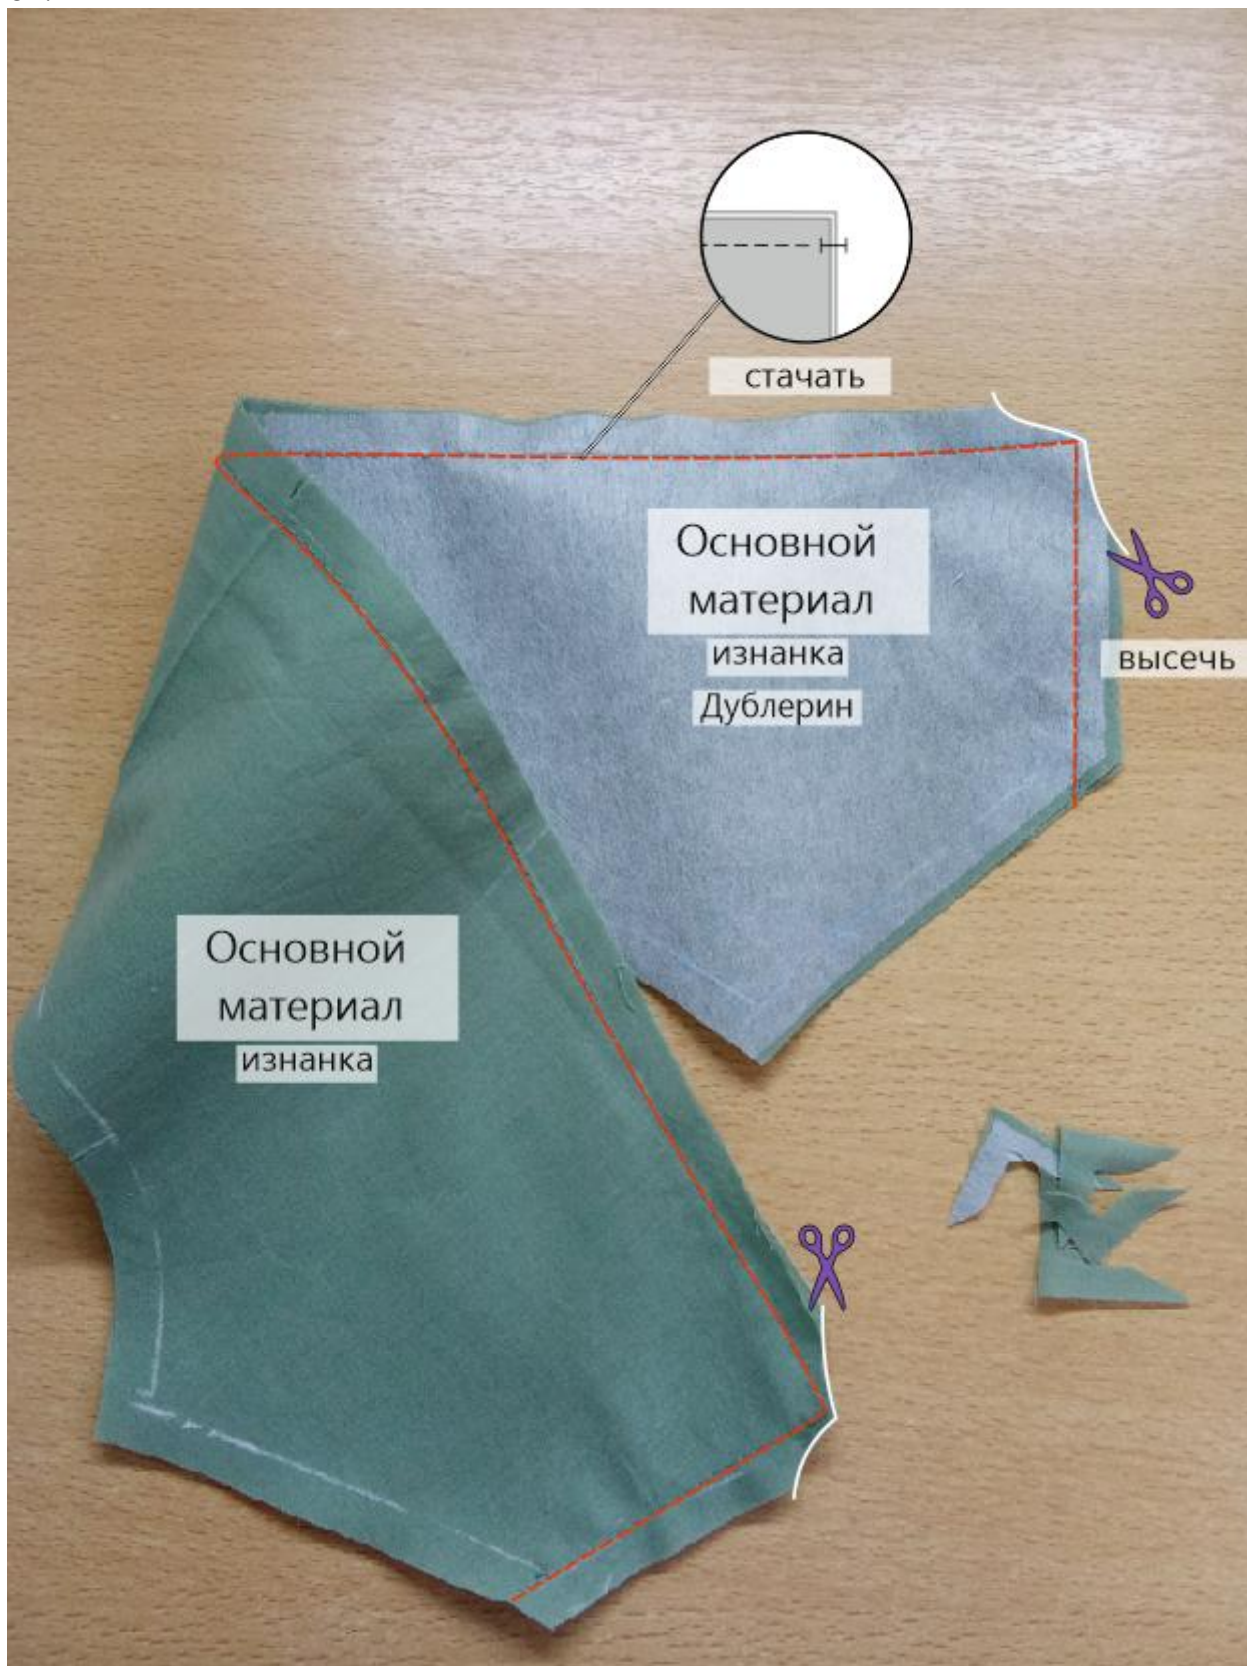 стачать
Основной
материал
изнанка
Дублерин
высечь
Основной
материал
изнанка